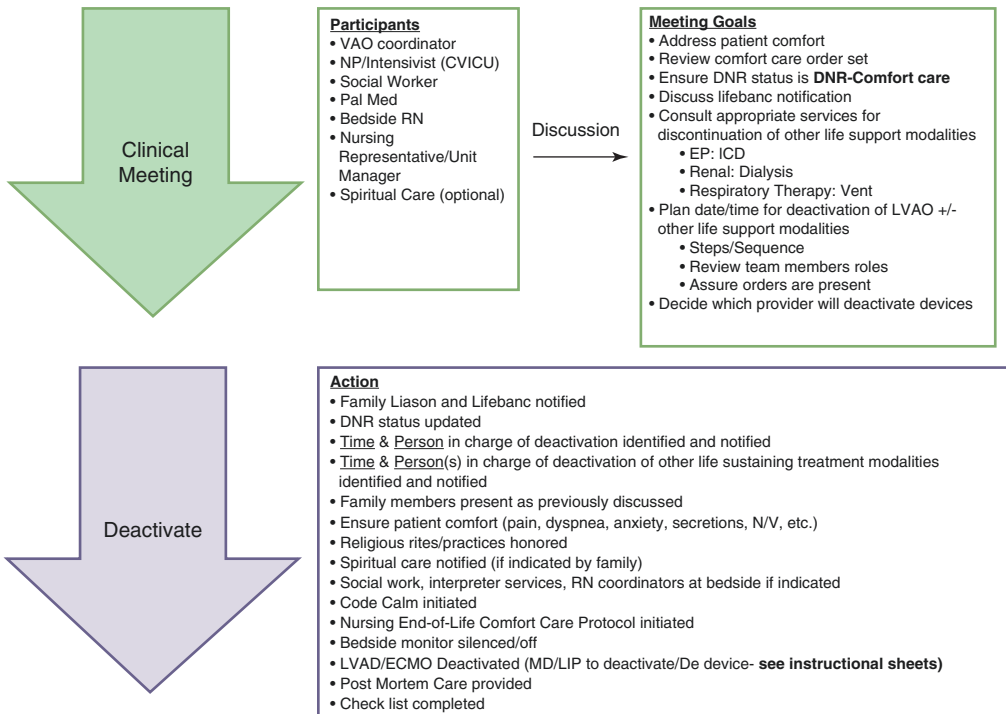 Clinical
Meeting
Participants
• VAO coordinator
• NP/Intensivist (CVICU)
• Social Worker
• Pal Med
• Bedside RN
• Nursing
Representative/Unit
Manager
• Spiritual Care (optional)
Discussion
Meeting Goals
• Address patient comfort
• Review comfort care order set
• Ensure DNR status is DNR-Comfort care
• Discuss lifebanc notification
• Consult appropriate services for
discontinuation of other life support modalities
• EP: ICD
• Renal: Dialysis
• Respiratory Therapy: Vent
• Plan date/time for deactivation of LVAO +/-
other life support modalities
• Steps/Sequence
• Review team members roles
• Assure orders are present
• Decide which provider will deactivate devices
Deactivate
Action
• Family Liason and Lifebanc notified
• DNR status updated
• Time & Person in charge of deactivation identified and notified
• Time & Person(s) in charge of deactivation of other life sustaining treatment modalities
identified and notified
• Family members present as previously discussed
• Ensure patient comfort (pain, dyspnea, anxiety, secretions, N/V, etc.)
• Religious rites/practices honored
• Spiritual care notified (if indicated by family)
• Social work, interpreter services, RN coordinators at bedside if indicated
• Code Calm initiated
• Nursing End-of-Life Comfort Care Protocol initiated
• Bedside monitor silenced/off
• LVAD/ECMO Deactivated (MD/LIP to deactivate/De device- see instructional sheets)
• Post Mortem Care provided
• Check list completed